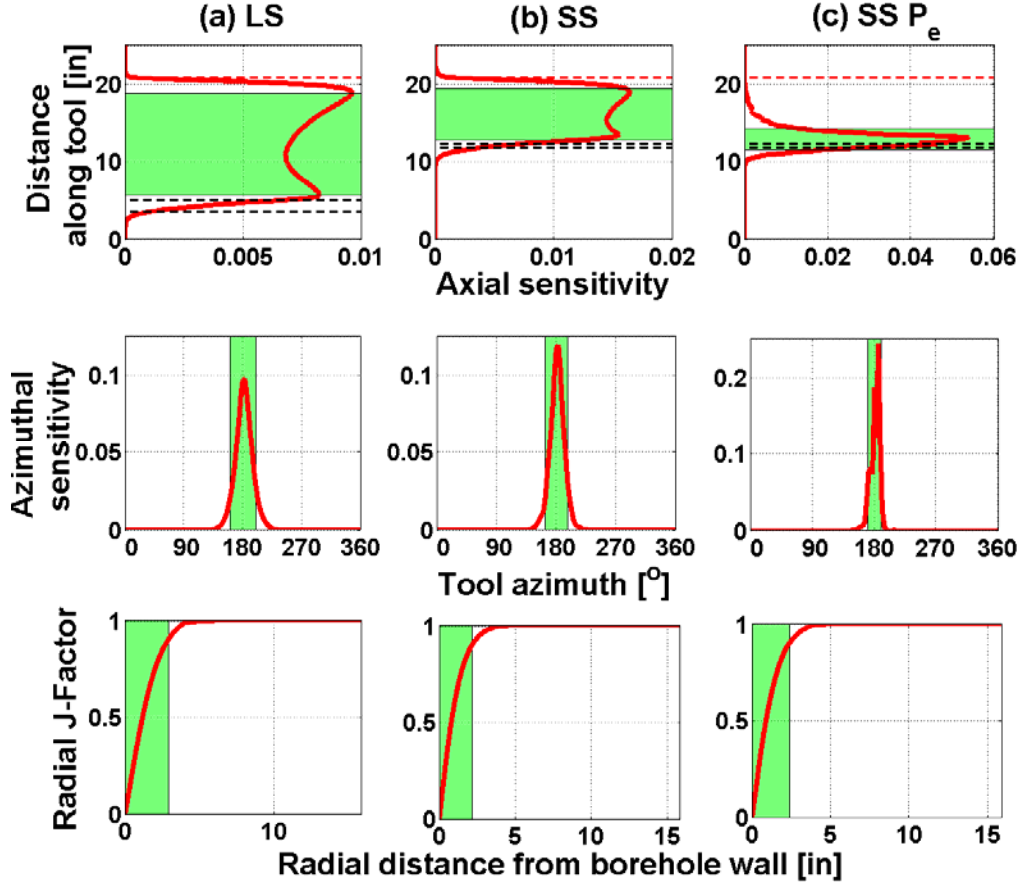 (a) LS (b) SS (c) SS Pe
Distance
along tool [in]
20 20 20
10 10 10
0 0 0
0 0.005 0.01 0 0.01 0.02 0 0.02 0.04 0.06
Axial sensitivity
Azimuthal
sensitivity
0.1 0.1 0.2
0.05 0.05 0.1
0 0 0
0 90 180 270 360 0 90 180 270 360 0 90 180 270 360
Tool azimuth [o]
Radial J-Factor
1 1 1
0.5 0.5 0.5
0 0 0
0 10 0 5 10 15 0 5 10 15
Radial distance from borehole wall [in]